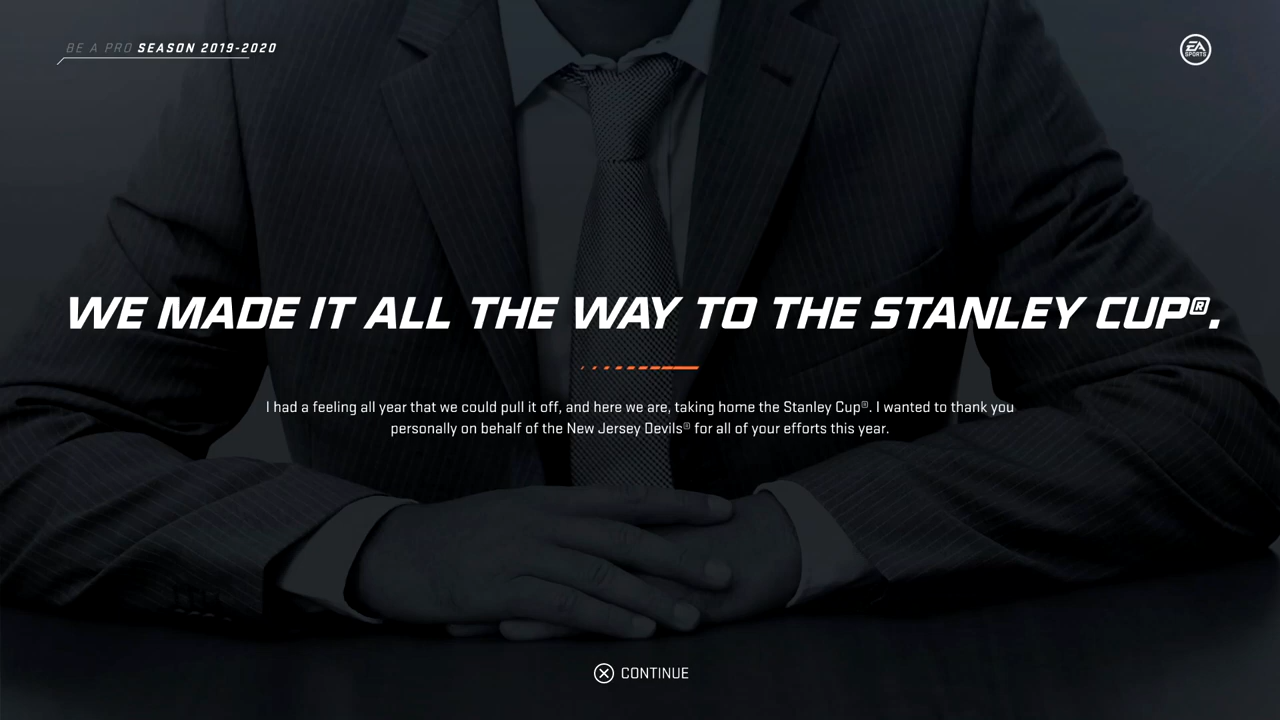 BE A PRO SEASON 2019-2020
EA SPORTS
WE MADE IT ALL THE WAY TO THE STANLEY CUP®.
I had a feeling all year that we could pull it off, and here we are, taking home the Stanley Cup®. I wanted to thank you
personally on behalf of the New Jersey Devils® for all of your efforts this year.
CONTINUE